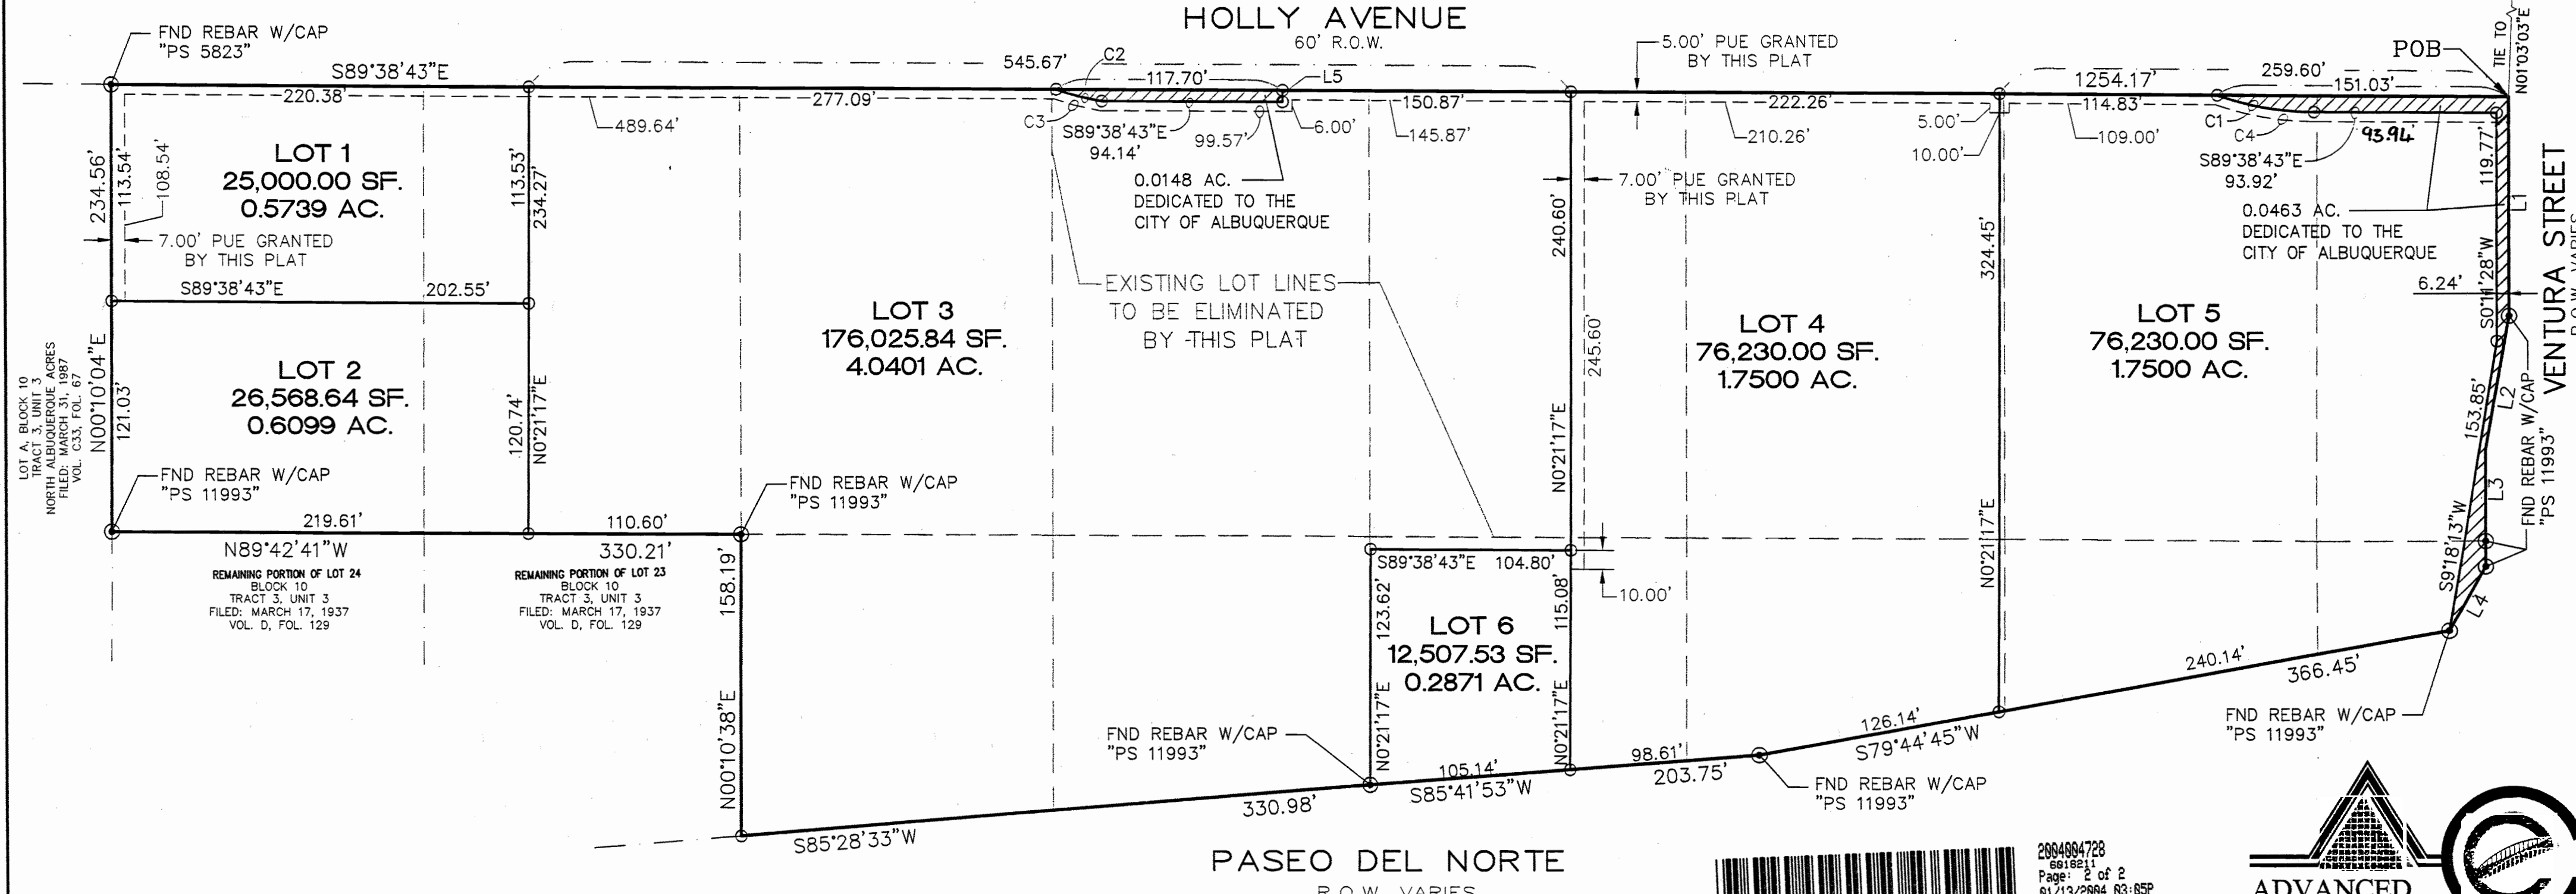 HOLLY AVENUE
60' R.O.W.
FND REBAR W/CAP
"PS 5823"
S89°38'43"E
220.38'
489.64'
277.09'
545.67'
C2
117.70'
L5
C3
S89°38'43"E
94.14'
99.57'
6.00'
150.87'
145.87'
5.00' PUE GRANTED
BY THIS PLAT
222.26'
210.26'
1254.17'
259.60'
151.03'
114.83'
109.00'
5.00'
10.00'
C1
C4
S89°38'43"E
93.92'
93.94'
POB
TIE TO
N01°03'03"E
LOT 1
25,000.00 SF.
0.5739 AC.
234.56'
113.54'
108.54'
113.53'
234.27'
7.00' PUE GRANTED
BY THIS PLAT
S89°38'43"E
202.55'
LOT 2
26,568.64 SF.
0.6099 AC.
N00°10'04"E
121.03'
120.74'
N0°21'17"E
LOT A, BLOCK 10
TRACT 3, UNIT 3
NORTH ALBUQUERQUE ACRES
FILED: MARCH 31, 1987
VOL. C33, FOL. 67
FND REBAR W/CAP
"PS 11993"
219.61'
N89°42'41"W
110.60'
330.21'
REMAINING PORTION OF LOT 24
BLOCK 10
TRACT 3, UNIT 3
FILED: MARCH 17, 1937
VOL. D, FOL. 129
REMAINING PORTION OF LOT 23
BLOCK 10
TRACT 3, UNIT 3
FILED: MARCH 17, 1937
VOL. D, FOL. 129
FND REBAR W/CAP
"PS 11993"
158.19'
N00°10'38"E
LOT 3
176,025.84 SF.
4.0401 AC.
0.0148 AC.
DEDICATED TO THE
CITY OF ALBUQUERQUE
EXISTING LOT LINES
TO BE ELIMINATED
BY THIS PLAT
7.00' PUE GRANTED
BY THIS PLAT
240.60'
245.60'
N0°21'17"E
LOT 4
76,230.00 SF.
1.7500 AC.
324.45'
N0°21'17"E
LOT 5
76,230.00 SF.
1.7500 AC.
0.0463 AC.
DEDICATED TO THE
CITY OF ALBUQUERQUE
119.77'
L1
S0°11'28"W
6.24'
153.85'
L2
L3
S9°18'13"W
L4
FND REBAR W/CAP
"PS 11993"
VENTURA STREET
R.O.W. VARIES
S89°38'43"E 104.80'
10.00'
123.62'
115.08'
LOT 6
12,507.53 SF.
0.2871 AC.
N0°21'17"E
N0°21'17"E
FND REBAR W/CAP
"PS 11993"
S85°28'33"W
330.98'
105.14'
S85°41'53"W
98.61'
203.75'
126.14'
S79°44'45"W
240.14'
366.45'
FND REBAR W/CAP
"PS 11993"
FND REBAR W/CAP
"PS 11993"
PASEO DEL NORTE
R.O.W. VARIES
2004004728
6018211
Page: 2 of 2
01/13/2004 03:05P
ADVANCED